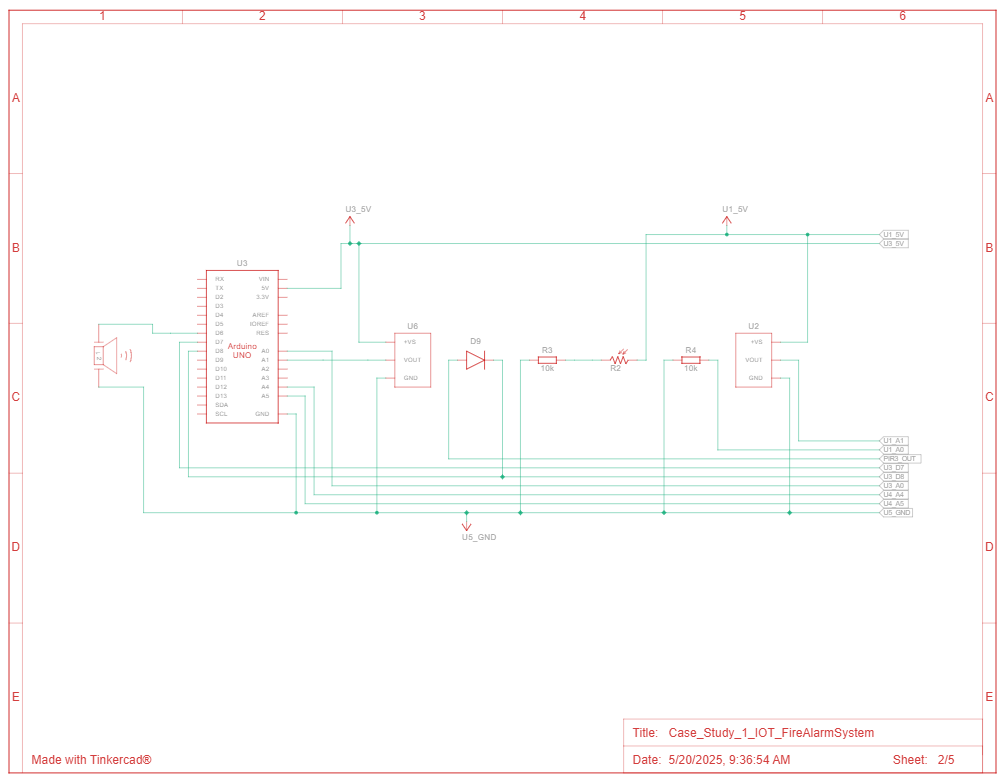 1 2 3 4 5 6
A A
U3_5V U1_5V
U1_5V
B U3_5V B
U3
RX VIN
TX 5V
D2 3.3V
D3
D4 AREF
D5 IOREF
D6 RES
D7
D8 A0
D9 A1
D10 A2
D11 A3
D12 A4
D13 A5
SDA
SCL GND
Arduino
UNO
U6
+VS
VOUT
GND
D9
R3
10k
R2
R4
10k
U2
+VS
VOUT
GND
C C
U1_A1
U1_A0
PIR3_OUT
U3_D7
U3_D8
U3_A0
U4_A4
U4_A5
U5_GND
U5_GND
D D
E E
Title: Case_Study_1_IOT_FireAlarmSystem
Made with Tinkercad® Date: 5/20/2025, 9:36:54 AM Sheet: 2/5